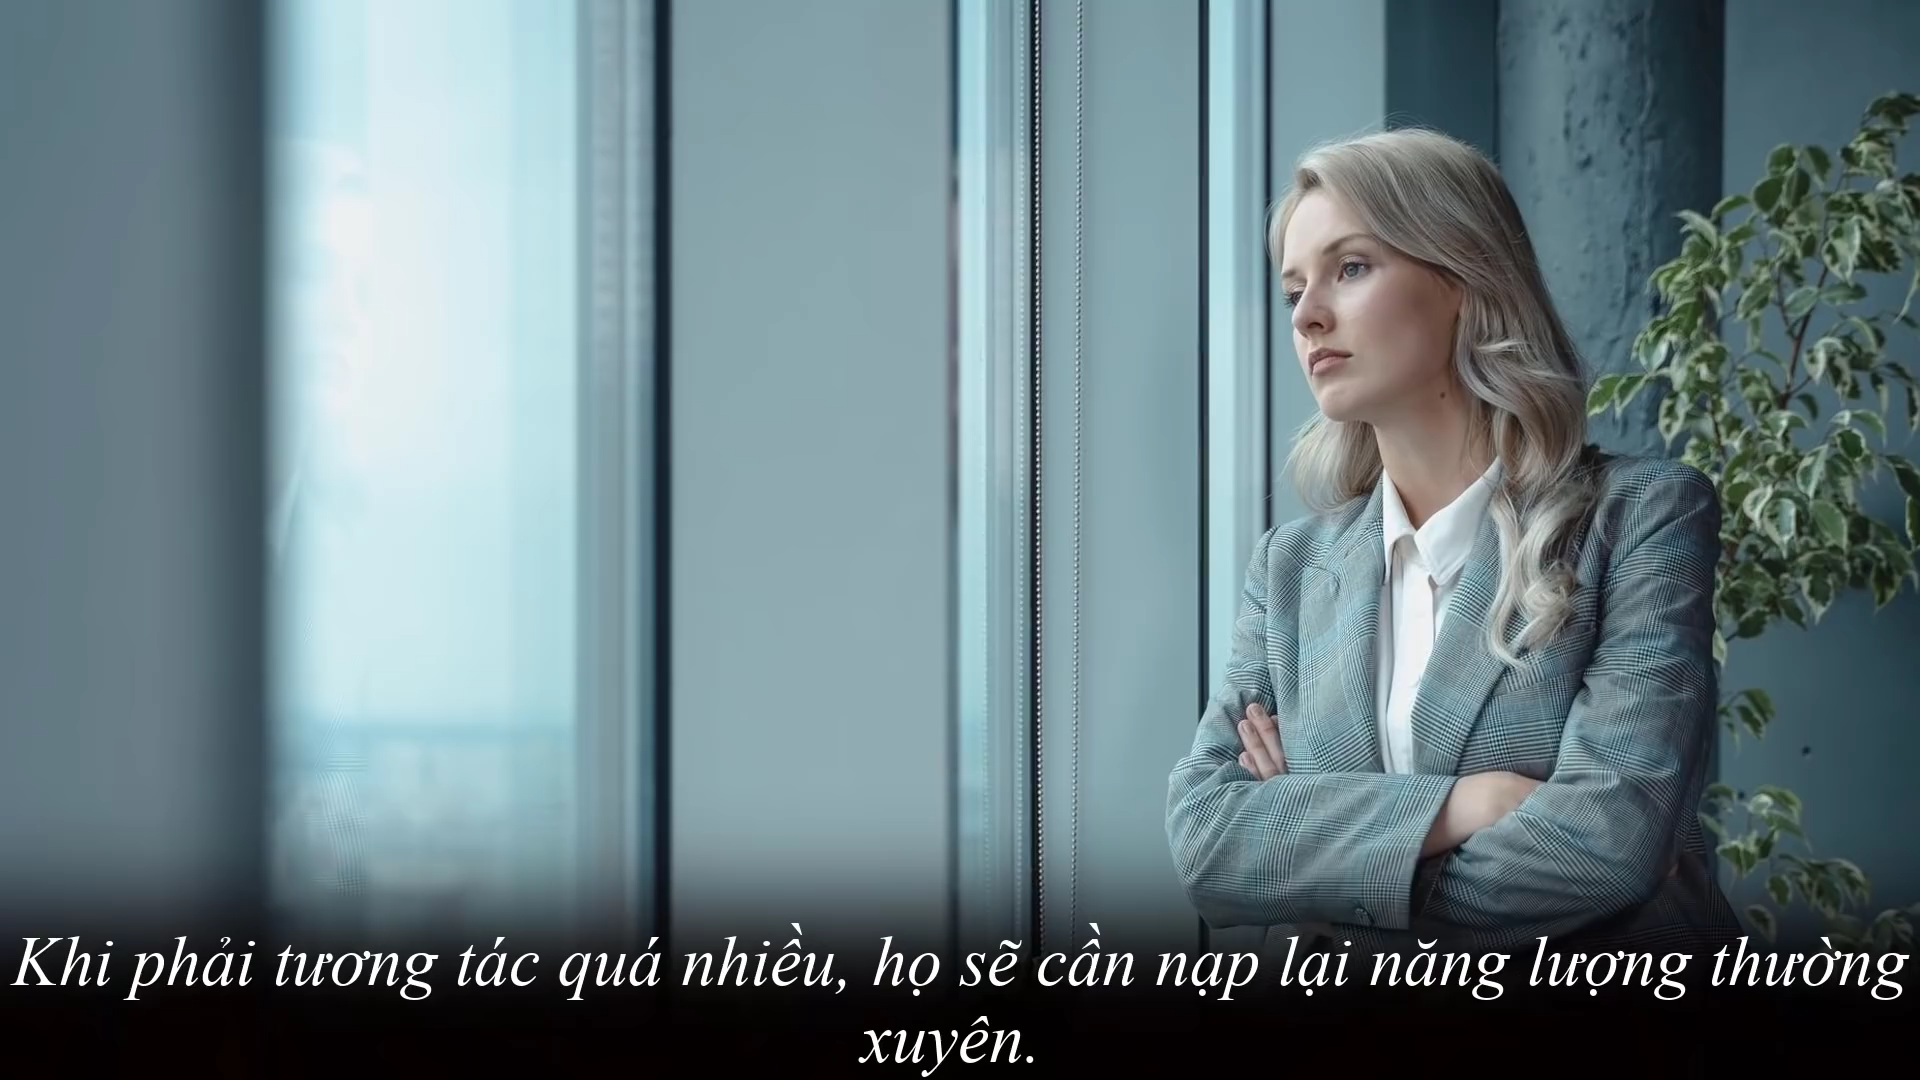 Khi phải tương tác quá nhiều, họ sẽ cần nạp lại năng lượng thường
xuyên.